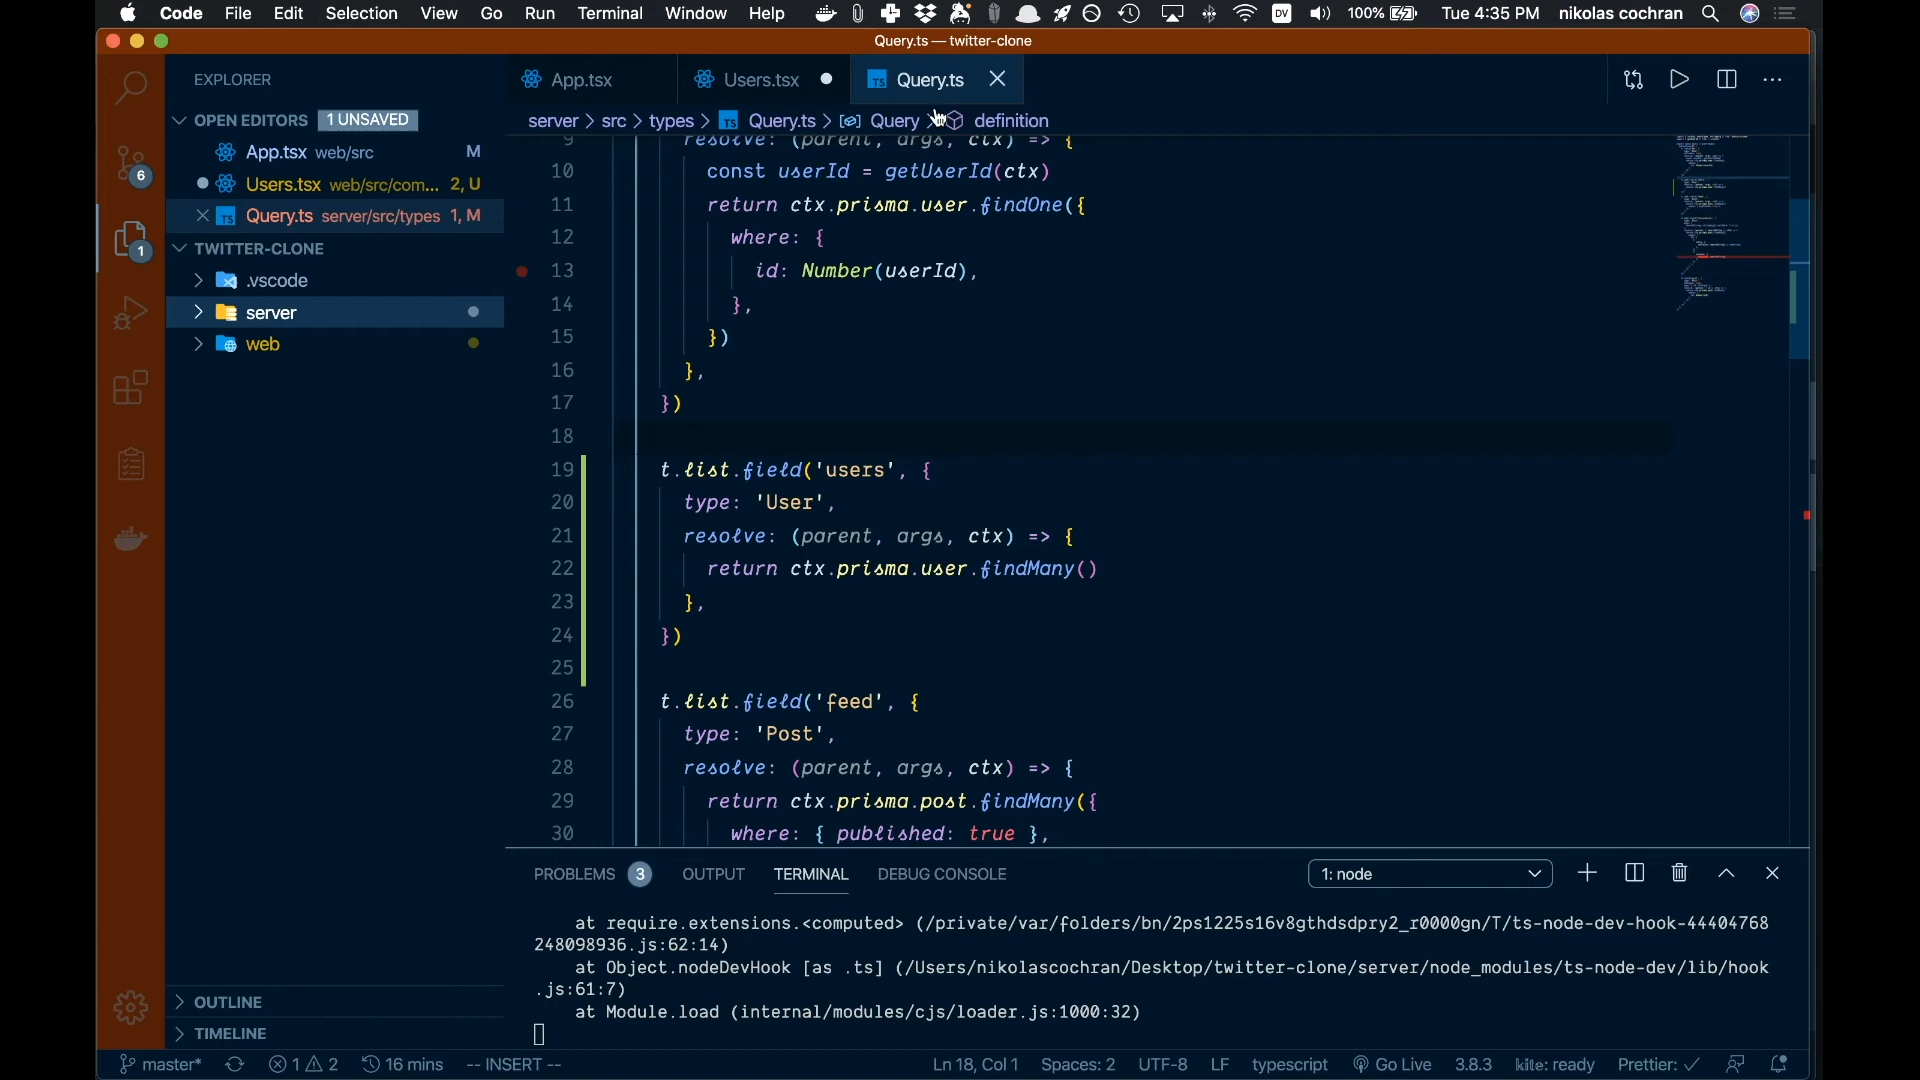 Code File Edit Selection View Go Run Terminal Window Help DV 100% Tue 4:35 PM nikolas cochran
Query.ts — twitter-clone
EXPLORER
OPEN EDITORS 1 UNSAVED
App.tsx web/src M
Users.tsx web/src/com... 2, U
Query.ts server/src/types 1, M
TWITTER-CLONE
.vscode
server
web
OUTLINE
TIMELINE
6
1
App.tsx Users.tsx TS Query.ts
server > src > types > TS Query.ts > Query > definition
9 resolve: (parent, args, ctx) => {
10 const userId = getUserId(ctx)
11 return ctx.prisma.user.findOne({
12 where: {
13 id: Number(userId),
14 },
15 })
16 },
17 })
18
19 t.list.field('users', {
20 type: 'User',
21 resolve: (parent, args, ctx) => {
22 return ctx.prisma.user.findMany()
23 },
24 })
25
26 t.list.field('feed', {
27 type: 'Post',
28 resolve: (parent, args, ctx) => {
29 return ctx.prisma.post.findMany({
30 where: { published: true },
PROBLEMS 3 OUTPUT TERMINAL DEBUG CONSOLE 1: node
at require.extensions.<computed> (/private/var/folders/bn/2ps1225s16v8gthdsdpry2_r0000gn/T/ts-node-dev-hook-44404768
248098936.js:62:14)
at Object.nodeDevHook [as .ts] (/Users/nikolascochran/Desktop/twitter-clone/server/node_modules/ts-node-dev/lib/hook
.js:61:7)
at Module.load (internal/modules/cjs/loader.js:1000:32)
master* 1 2 16 mins -- INSERT -- Ln 18, Col 1 Spaces: 2 UTF-8 LF typescript Go Live 3.8.3 kite: ready Prettier: ✓